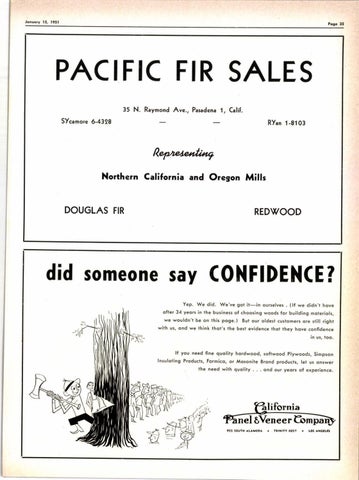 January 15, 1951 Page 35
PACIFIC FIR SALES
35 N. Raymond Ave., Pasadena 1, Calif.
SYcamore 6-4328 — — RYan 1-8103
Representing
Northern California and Oregon Mills
DOUGLAS FIR REDWOOD
did someone say CONFIDENCE?
Yep. We did. We've got it—in ourselves . (If we didn't have
after 34 years in the business of choosing woods for building materials,
we wouldn't be on this page.) But our oldest customers are still right
with us, and we think that's the best evidence that they have confidence
in us, too.
If you need fine quality hardwood, softwood Plywoods, Simpson
Insulating Products, Formica, or Masonite Brand products, let us answer
the need with quality . . . and our years of experience.
California
Panel & Veneer Company
955 SOUTH ALAMEDA • TRINITY 0057 • LOS ANGELES